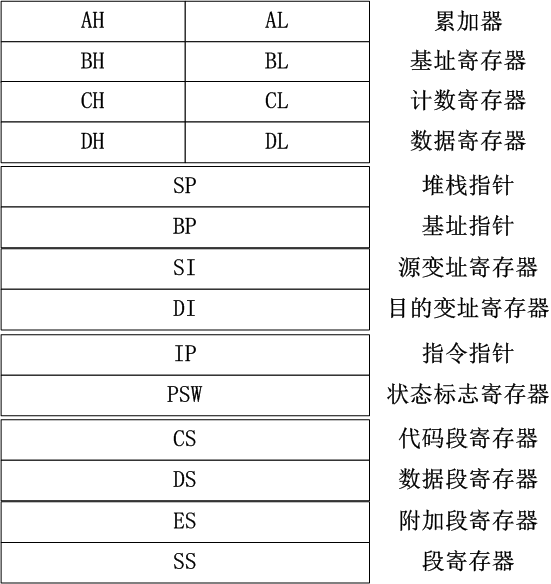 AH AL 累加器
BH BL 基址寄存器
CH CL 计数寄存器
DH DL 数据寄存器
SP 堆栈指针
BP 基址指针
SI 源变址寄存器
DI 目的变址寄存器
IP 指令指针
PSW 状态标志寄存器
CS 代码段寄存器
DS 数据段寄存器
ES 附加段寄存器
SS 段寄存器